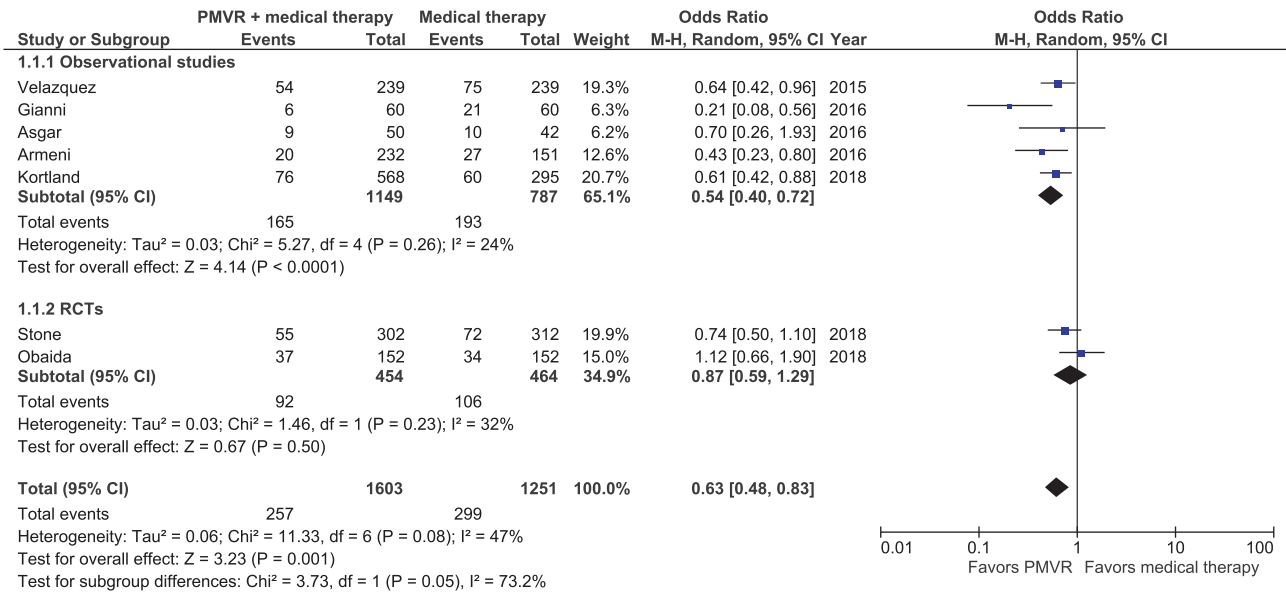 PMVR + medical therapy Medical therapy Odds Ratio Odds Ratio
Study or Subgroup Events Total Events Total Weight M-H, Random, 95% CI Year M-H, Random, 95% CI
1.1.1 Observational studies
Velazquez 54 239 75 239 19.3% 0.64 [0.42, 0.96] 2015
Gianni 6 60 21 60 6.3% 0.21 [0.08, 0.56] 2016
Asgar 9 50 10 42 6.2% 0.70 [0.26, 1.93] 2016
Armeni 20 232 27 151 12.6% 0.43 [0.23, 0.80] 2016
Kortland 76 568 60 295 20.7% 0.61 [0.42, 0.88] 2018
Subtotal (95% CI) 1149 787 65.1% 0.54 [0.40, 0.72]
Total events 165 193
Heterogeneity: Tau² = 0.03; Chi² = 5.27, df = 4 (P = 0.26); I² = 24%
Test for overall effect: Z = 4.14 (P < 0.0001)
1.1.2 RCTs
Stone 55 302 72 312 19.9% 0.74 [0.50, 1.10] 2018
Obaida 37 152 34 152 15.0% 1.12 [0.66, 1.90] 2018
Subtotal (95% CI) 454 464 34.9% 0.87 [0.59, 1.29]
Total events 92 106
Heterogeneity: Tau² = 0.03; Chi² = 1.46, df = 1 (P = 0.23); I² = 32%
Test for overall effect: Z = 0.67 (P = 0.50)
Total (95% CI) 1603 1251 100.0% 0.63 [0.48, 0.83]
Total events 257 299
Heterogeneity: Tau² = 0.06; Chi² = 11.33, df = 6 (P = 0.08); I² = 47%
Test for overall effect: Z = 3.23 (P = 0.001)
Test for subgroup differences: Chi² = 3.73, df = 1 (P = 0.05), I² = 73.2%
0.01 0.1 1 10 100
Favors PMVR Favors medical therapy